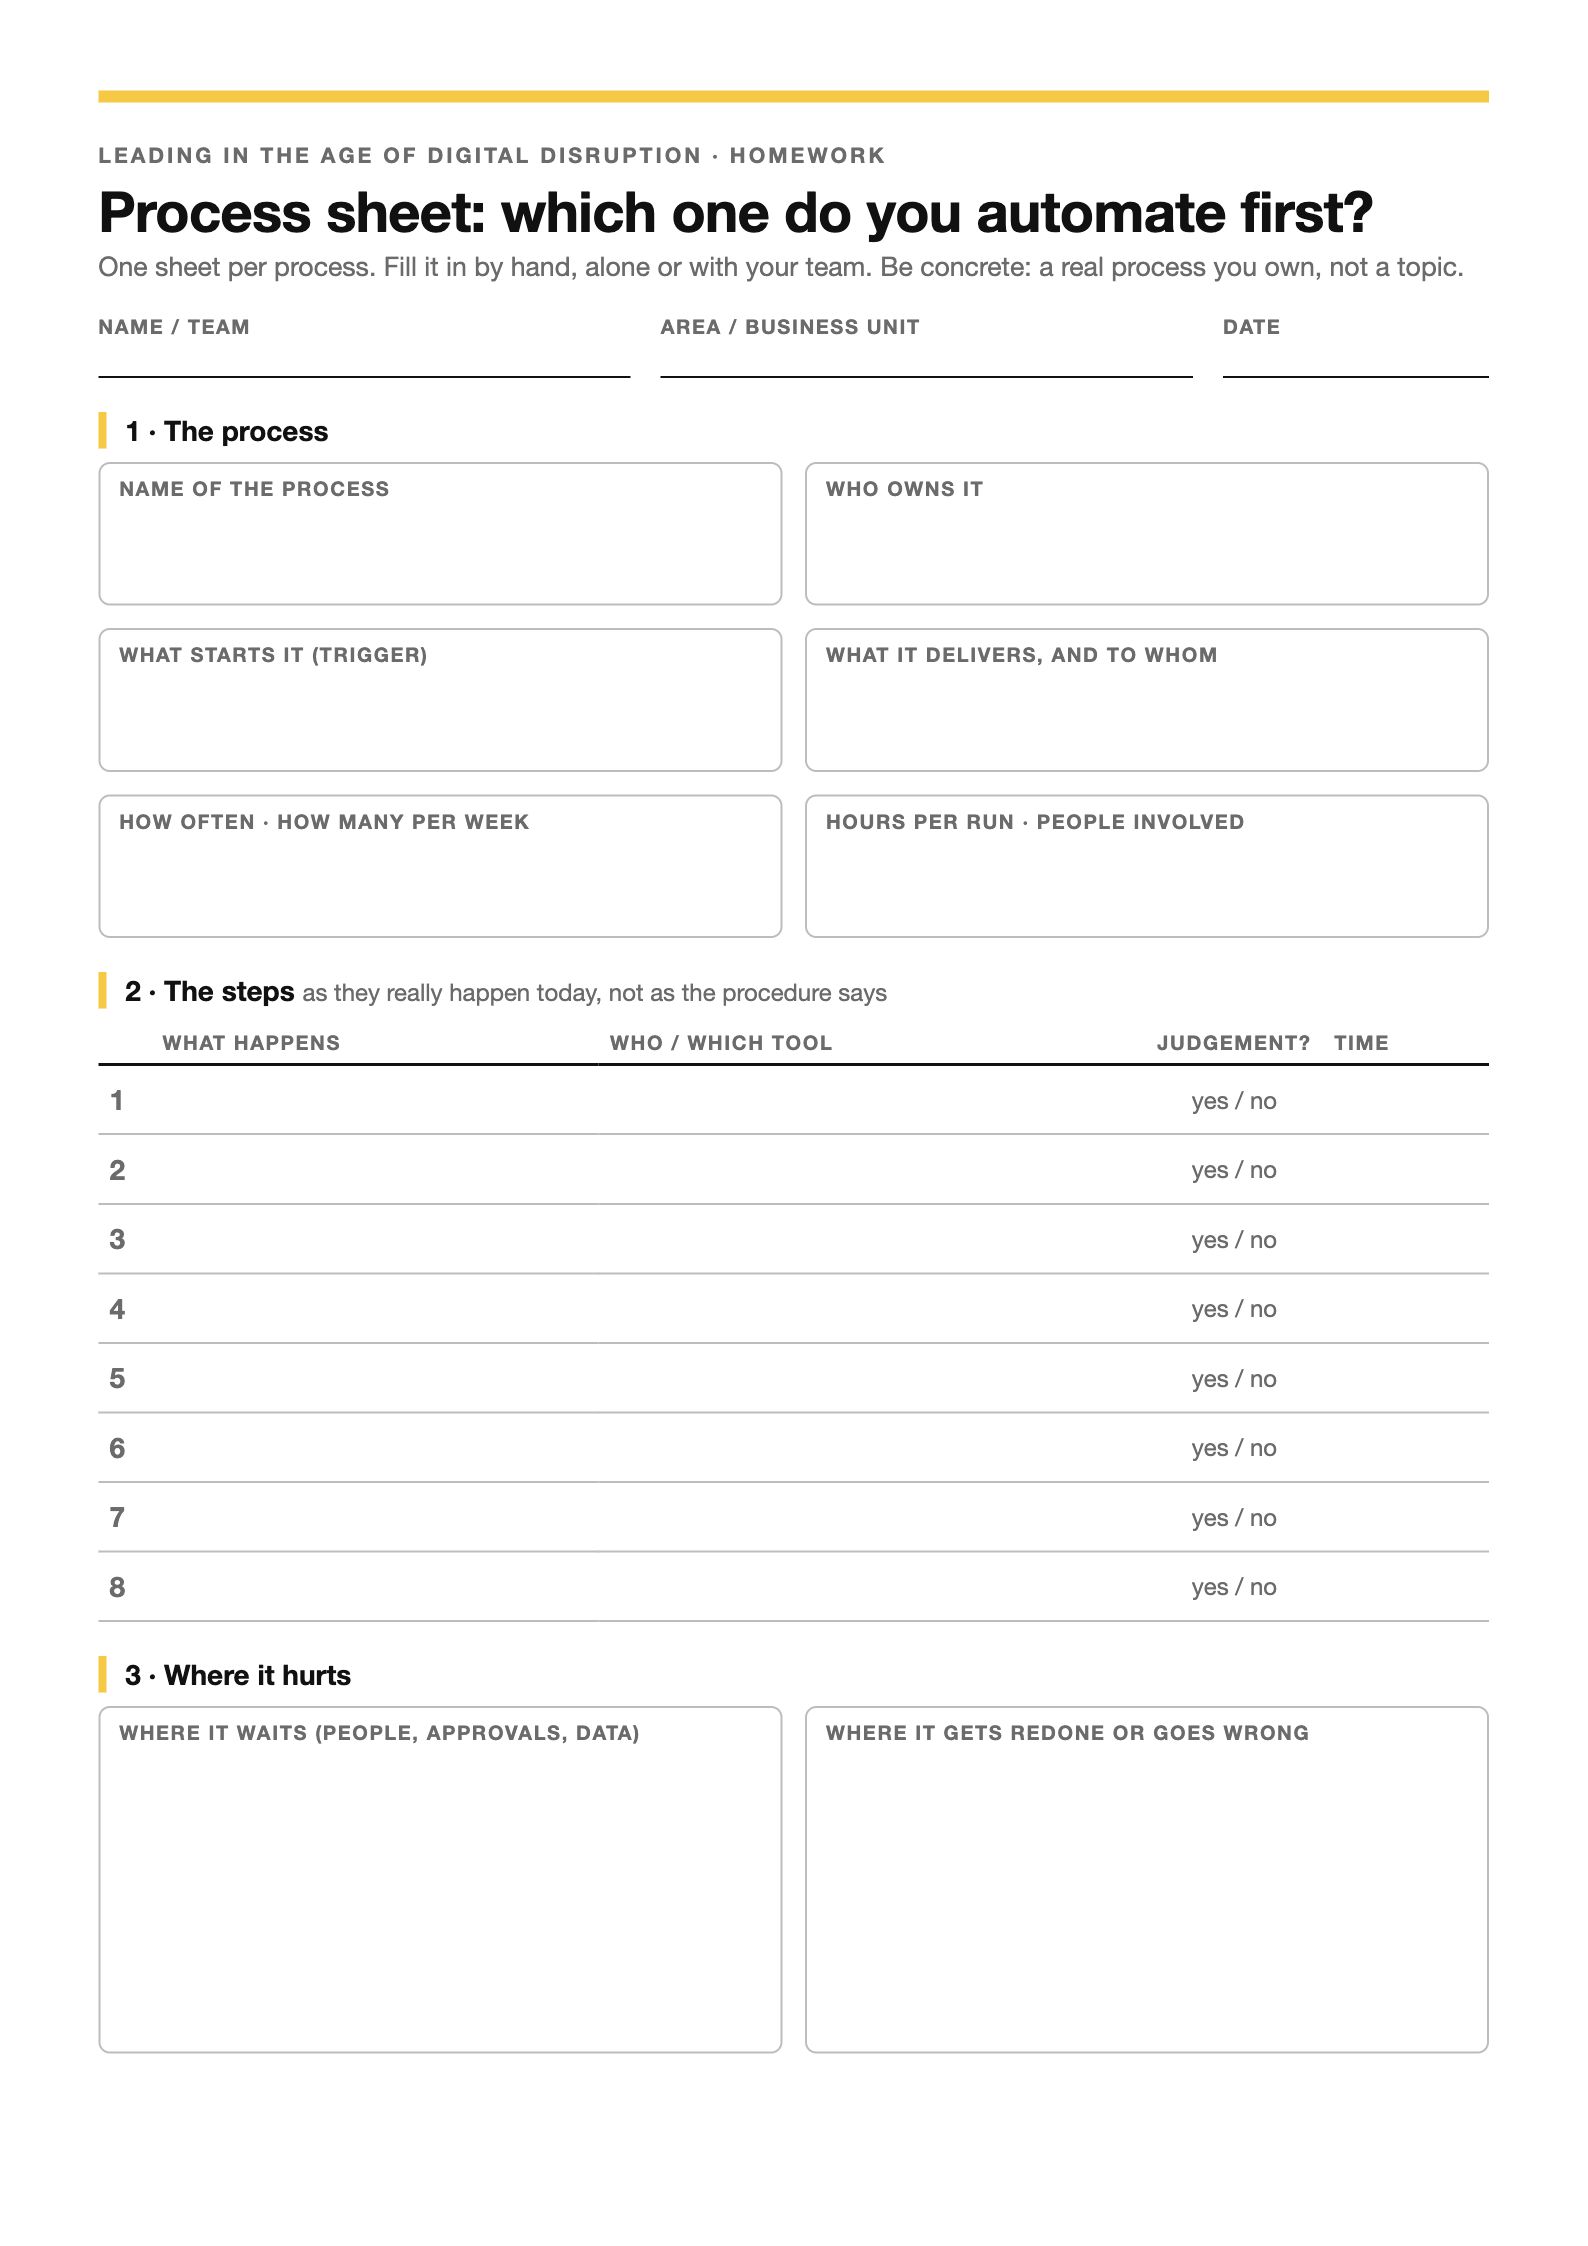 LEADING IN THE AGE OF DIGITAL DISRUPTION · HOMEWORK
Process sheet: which one do you automate first?
One sheet per process. Fill it in by hand, alone or with your team. Be concrete: a real process you own, not a topic.
NAME / TEAM
AREA / BUSINESS UNIT
DATE
1 · The process
NAME OF THE PROCESS
WHO OWNS IT
WHAT STARTS IT (TRIGGER)
WHAT IT DELIVERS, AND TO WHOM
HOW OFTEN · HOW MANY PER WEEK
HOURS PER RUN · PEOPLE INVOLVED
2 · The steps as they really happen today, not as the procedure says
WHAT HAPPENS WHO / WHICH TOOL JUDGEMENT? TIME
1 yes / no
2 yes / no
3 yes / no
4 yes / no
5 yes / no
6 yes / no
7 yes / no
8 yes / no
3 · Where it hurts
WHERE IT WAITS (PEOPLE, APPROVALS, DATA)
WHERE IT GETS REDONE OR GOES WRONG